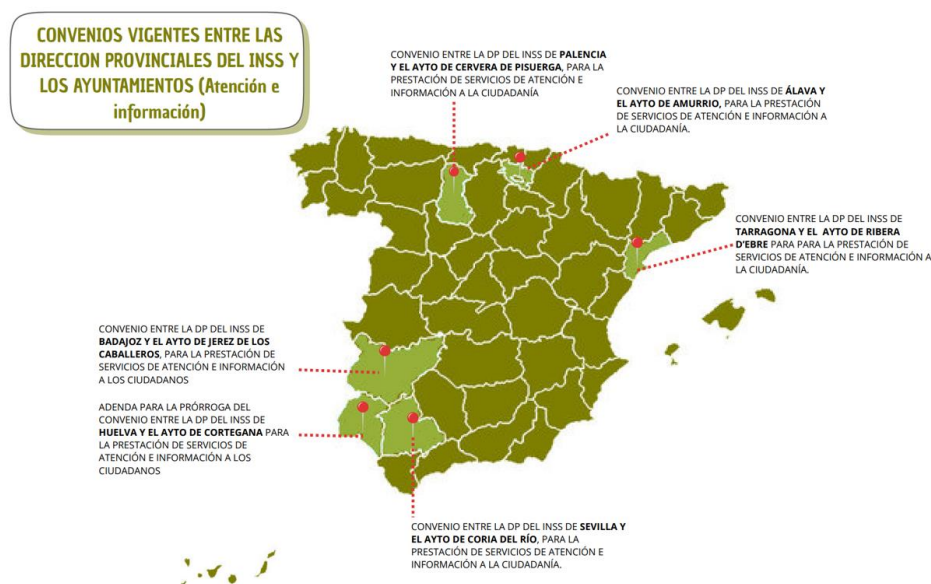 CONVENIOS VIGENTES ENTRE LAS
DIRECCION PROVINCIALES DEL INSS Y
LOS AYUNTAMIENTOS (Atención e
información)
CONVENIO ENTRE LA DP DEL INSS DE PALENCIA
Y EL AYTO DE CERVERA DE PISUERGA, PARA LA
PRESTACIÓN DE SERVICIOS DE ATENCIÓN E
INFORMACIÓN A LA CIUDADANÍA
CONVENIO ENTRE LA DP DEL INSS DE ÁLAVA Y
EL AYTO DE AMURRIO, PARA LA PRESTACIÓN
DE SERVICIOS DE ATENCIÓN E INFORMACIÓN A
LA CIUDADANÍA.
CONVENIO ENTRE LA DP DEL INSS DE
TARRAGONA Y EL AYTO DE RIBERA
D'EBRE PARA PARA LA PRESTACIÓN DE
SERVICIOS DE ATENCIÓN E INFORMACIÓN A
LA CIUDADANÍA.
CONVENIO ENTRE LA DP DEL INSS DE
BADAJOZ Y EL AYTO DE JEREZ DE LOS
CABALLEROS, PARA LA PRESTACIÓN DE
SERVICIOS DE ATENCIÓN E INFORMACIÓN
A LOS CIUDADANOS
ADENDA PARA LA PRÓRROGA DEL
CONVENIO ENTRE LA DP DEL INSS DE
HUELVA Y EL AYTO DE CORTEGANA PARA
LA PRESTACIÓN DE SERVICIOS DE
ATENCIÓN E INFORMACIÓN A LOS
CIUDADANOS
CONVENIO ENTRE LA DP DEL INSS DE SEVILLA Y
EL AYTO DE CORIA DEL RÍO, PARA LA
PRESTACIÓN DE SERVICIOS DE ATENCIÓN E
INFORMACIÓN A LA CIUDADANÍA.